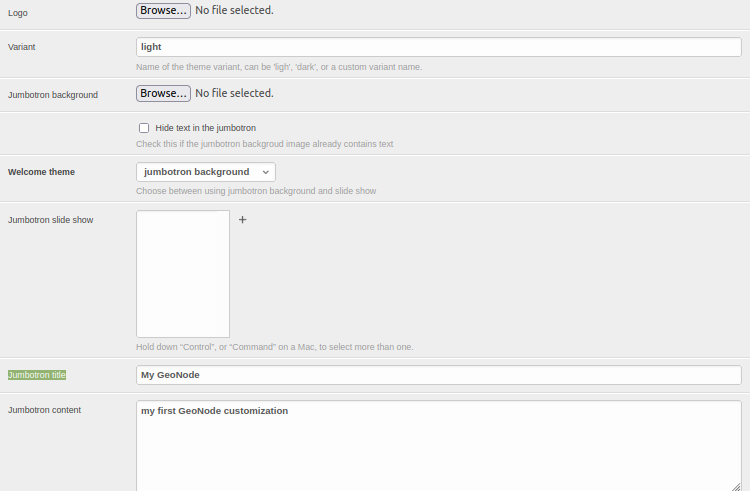 Logo Browse... No file selected.
Variant light
Name of the theme variant, can be 'ligh', 'dark', or a custom variant name.
Jumbotron background Browse... No file selected.
Hide text in the jumbotron
Check this if the jumbotron backgroud image already contains text
Welcome theme jumbotron background
Choose between using jumbotron background and slide show
Jumbotron slide show +
Hold down “Control”, or “Command” on a Mac, to select more than one.
Jumbotron title My GeoNode
Jumbotron content my first GeoNode customization